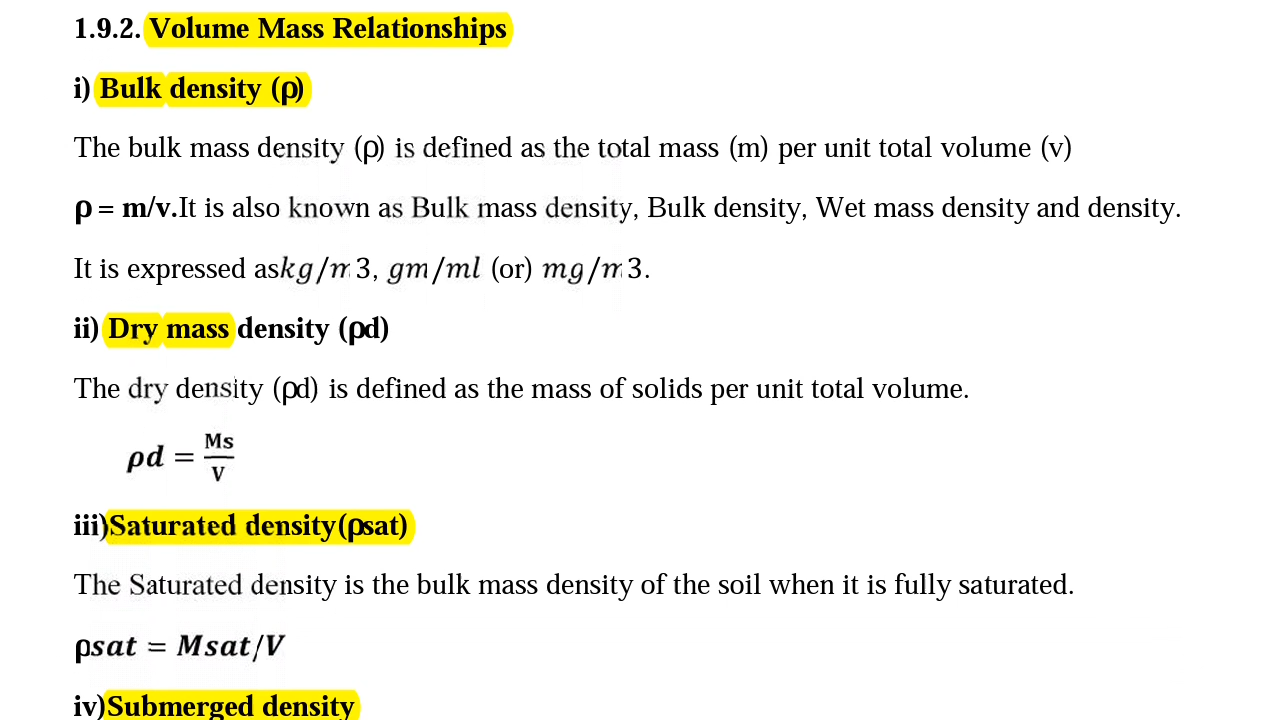 1.9.2. Volume Mass Relationships
i) Bulk density (ρ)
The bulk mass density (ρ) is defined as the total mass (m) per unit total volume (v)
ρ = m/v.It is also known as Bulk mass density, Bulk density, Wet mass density and density.
It is expressed askg/m3, gm/ml (or) mg/m3.
ii) Dry mass density (ρd)
The dry density (ρd) is defined as the mass of solids per unit total volume.
ρd = Ms/V
iii)Saturated density(ρsat)
The Saturated density is the bulk mass density of the soil when it is fully saturated.
ρsat = Msat/V
iv)Submerged density